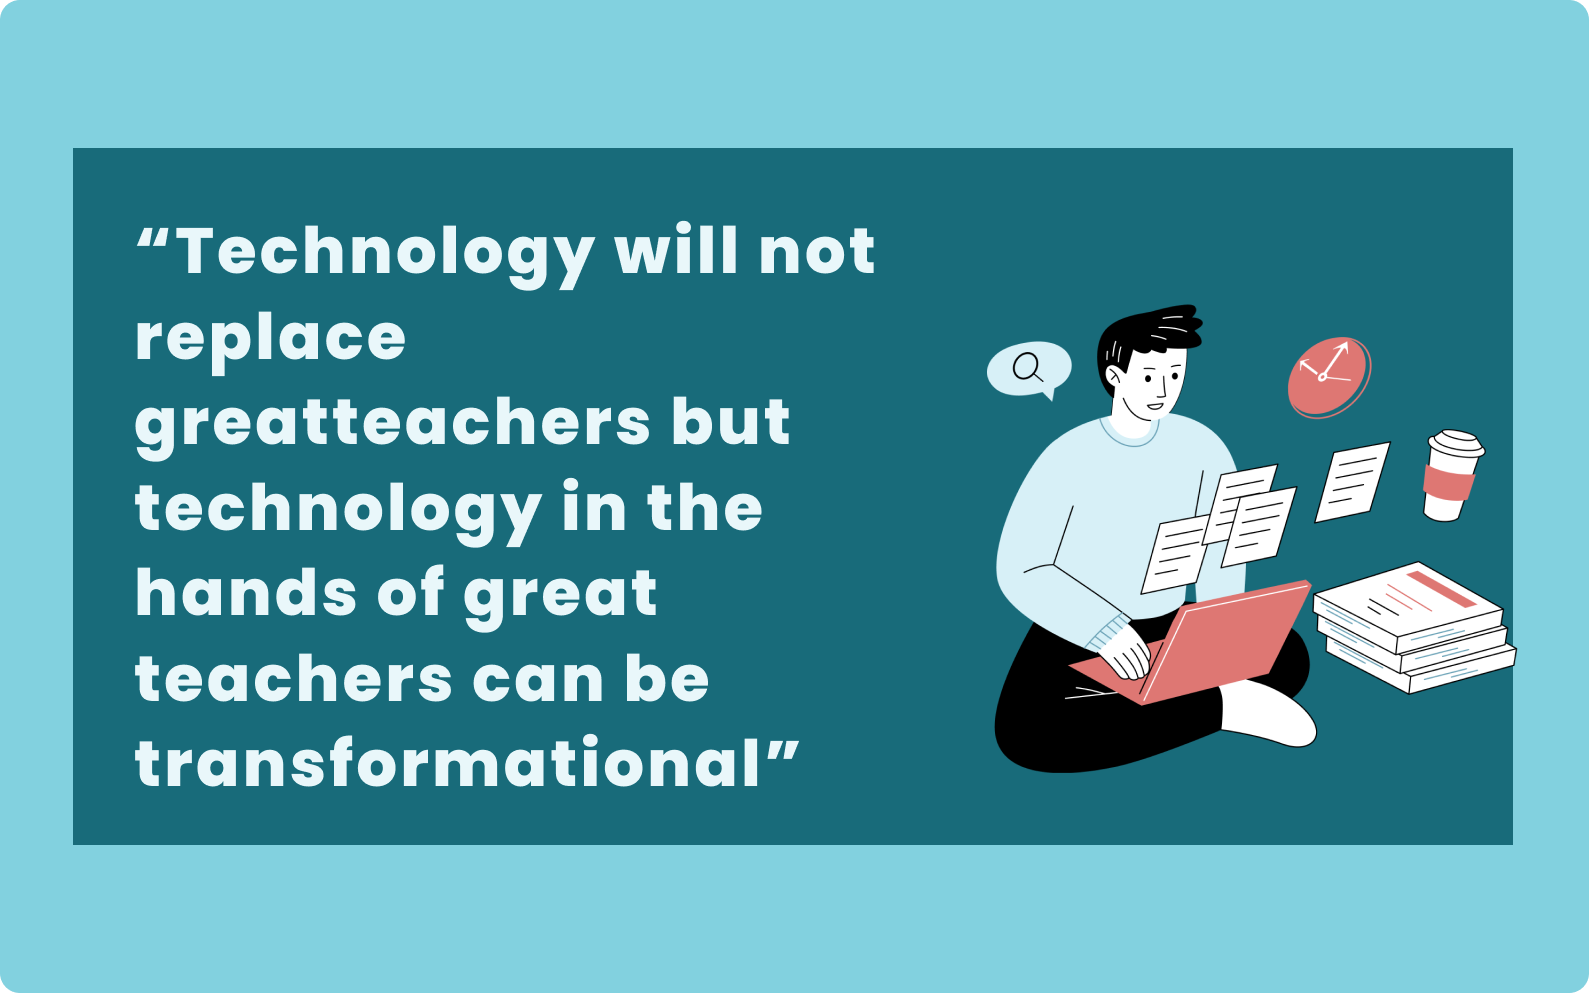 “Technology will not
replace
greatteachers but
technology in the
hands of great
teachers can be
transformational”